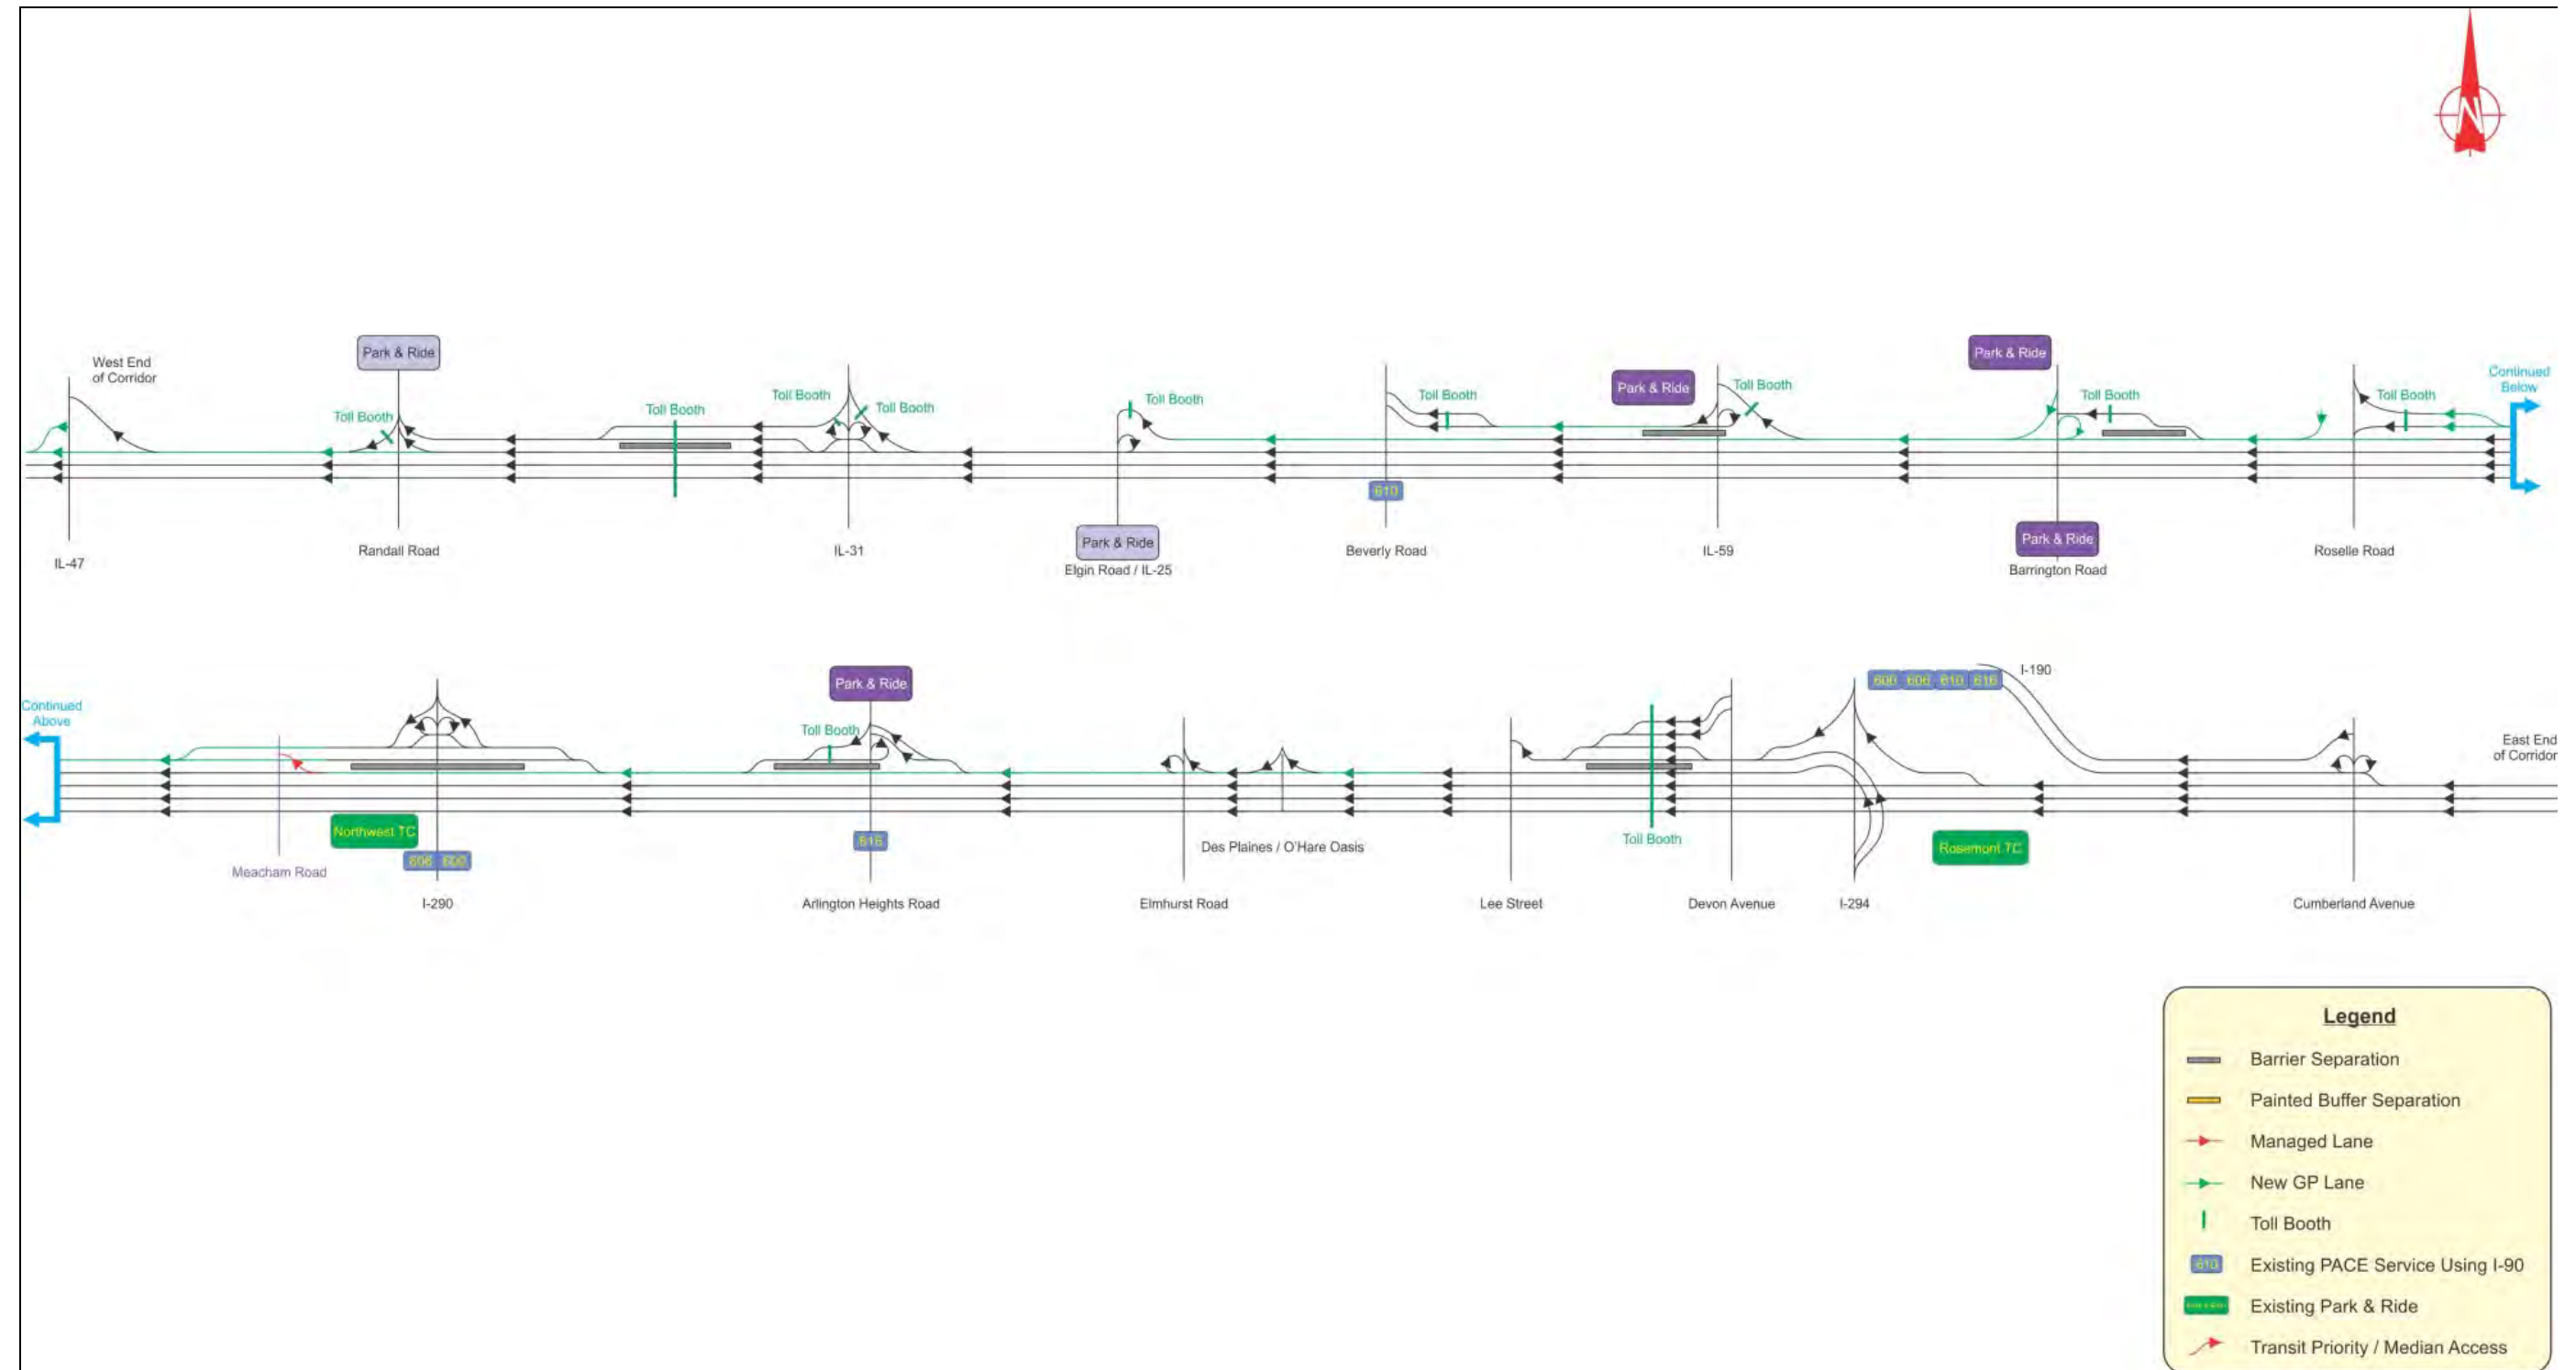 N
West End
of Corridor
Park & Ride
Toll Booth
Toll Booth
Toll Booth
Toll Booth
Toll Booth
Toll Booth
Park & Ride
Toll Booth
Park & Ride
Toll Booth
Toll Booth
Continued
Below
610
Park & Ride
Park & Ride
IL-47
Randall Road
IL-31
Elgin Road / IL-25
Beverly Road
IL-59
Barrington Road
Roselle Road
Continued
Above
Park & Ride
Toll Booth
600 606 610 616
I-190
East End
of Corridor
Northwest TC
606 600
616
Meacham Road
Des Plaines / O'Hare Oasis
Toll Booth
Rosemont TC
I-290
Arlington Heights Road
Elmhurst Road
Lee Street
Devon Avenue
I-294
Cumberland Avenue
Legend
Barrier Separation
Painted Buffer Separation
Managed Lane
New GP Lane
Toll Booth
610
Existing PACE Service Using I-90
Existing Park & Ride
Transit Priority / Median Access